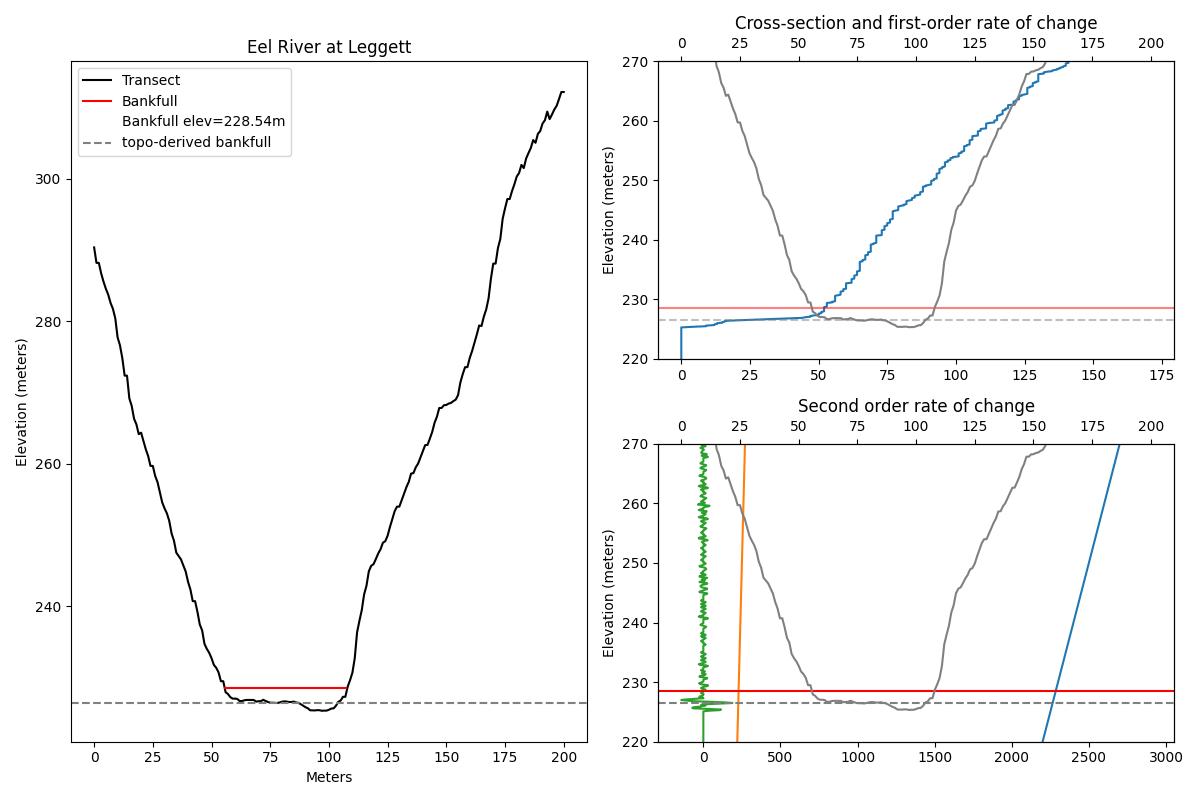 Eel River at Leggett
Transect
Bankfull
Bankfull elev=228.54m
topo-derived bankfull
Elevation (meters)
300
280
260
240
0 25 50 75 100 125 150 175 200
Meters
Cross-section and first-order rate of change
0 25 50 75 100 125 150 175 200
Elevation (meters)
270
260
250
240
230
220
0 25 50 75 100 125 150 175
Second order rate of change
0 25 50 75 100 125 150 175 200
Elevation (meters)
270
260
250
240
230
220
0 500 1000 1500 2000 2500 3000